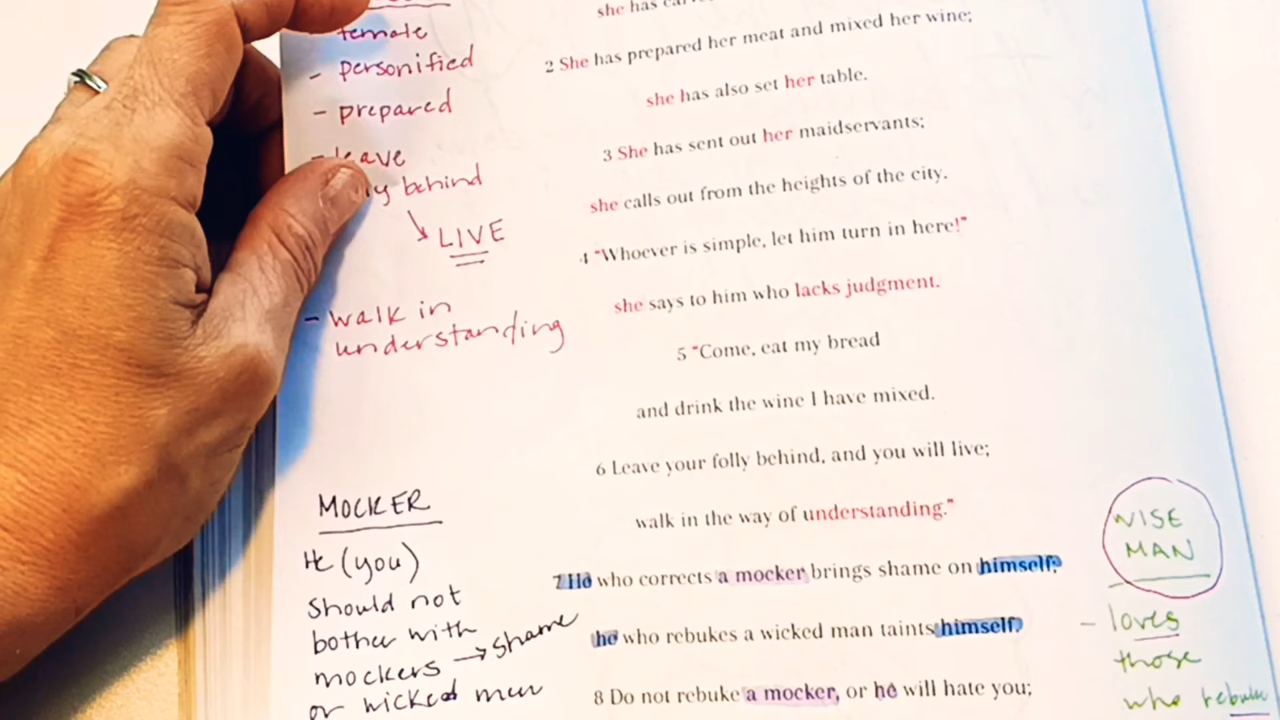 female
- personified
- prepared
- leave
behind
LIVE
- walk in
understanding
MOCKER
He (you)
should not
bother with
mockers → shame
or wicked men
she has
2 She has prepared her meat and mixed her wine;
she has also set her table.
3 She has sent out her maidservants;
she calls out from the heights of the city.
4 "Whoever is simple, let him turn in here!"
she says to him who lacks judgment.
5 "Come, eat my bread
and drink the wine I have mixed.
6 Leave your folly behind, and you will live;
walk in the way of understanding."
7 He who corrects a mocker brings shame on himself;
he who rebukes a wicked man taints himself.
8 Do not rebuke a mocker, or he will hate you;
WISE
MAN
- loves
those
who rebuke